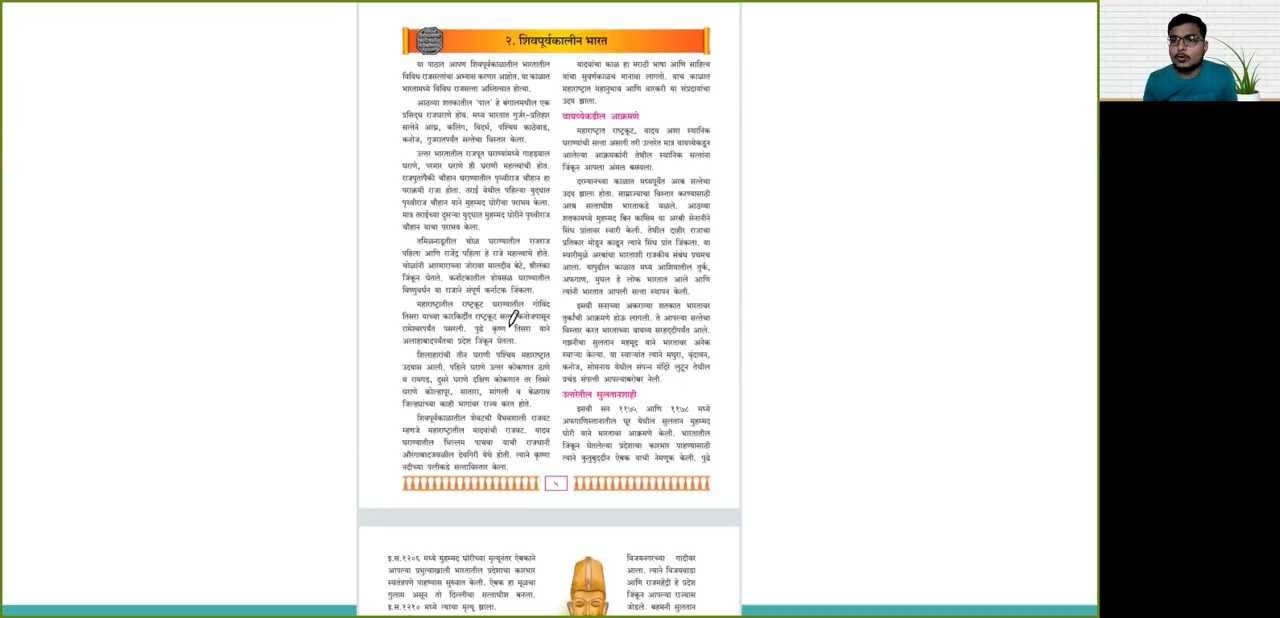 २. शिवपूर्वकालीन भारत
या पाठात आपण शिवपूर्वकाळातील भारतातील
विविध राजसत्तांचा अभ्यास करणार आहोत. या काळात
भारतामध्ये विविध राजसत्ता अस्तित्वात होत्या.
आठव्या शतकातील 'पाल' हे बंगालमधील एक
प्रसिद्ध राजघराणे होय. मध्य भारतात गुर्जर-प्रतिहार
सत्तेने आंध्र, कलिंग, विदर्भ, पश्चिम काठेवाड,
कनोज, गुजरातपर्यंत सत्तेचा विस्तार केला.
उत्तर भारतातील राजपूत घराण्यांमध्ये गाहडवाल
घराणे, परमार घराणे ही घराणी महत्त्वाची होत.
राजपुतांपैकी चौहान घराण्यातील पृथ्वीराज चौहान हा
पराक्रमी राजा होता. तराई येथील पहिल्या युद्धात
पृथ्वीराज चौहान याने मुहम्मद घोरीचा पराभव केला.
मात्र तराईच्या दुसऱ्या युद्धात मुहम्मद घोरीने पृथ्वीराज
चौहान याचा पराभव केला.
तमिळनाडूतील चोळ घराण्यातील राजराज
पहिला आणि राजेंद्र पहिला हे राजे महत्त्वाचे होते.
चोळांनी आरमाराच्या जोरावर मालदीव बेटे, श्रीलंका
जिंकून घेतले. कर्नाटकातील होयसळ घराण्यातील
विष्णुवर्धन या राजाने संपूर्ण कर्नाटक जिंकला.
महाराष्ट्रातील राष्ट्रकूट घराण्यातील गोविंद
तिसरा याच्या कारकिर्दीत राष्ट्रकूट सत्ता कनोजपासून
रामेश्वरपर्यंत पसरली. पुढे कृष्ण तिसरा याने
अलाहाबादपर्यंतचा प्रदेश जिंकून घेतला.
शिलाहारांची तीन घराणी पश्चिम महाराष्ट्रात
उदयास आली. पहिले घराणे उत्तर कोकणात ठाणे
व रायगड, दुसरे घराणे दक्षिण कोकणात तर तिसरे
घराणे कोल्हापूर, सातारा, सांगली व बेळगाव
जिल्ह्यांच्या काही भागांवर राज्य करत होते.
शिवपूर्वकाळातील शेवटची वैभवशाली राजवट
म्हणजे महाराष्ट्रातील यादवांची राजवट. यादव
घराण्यातील भिल्लम पाचवा याची राजधानी
औरंगाबादजवळील देवगिरी येथे होती. त्याने कृष्णा
नदीच्या पलीकडे सत्ताविस्तार केला.
यादवांचा काळ हा मराठी भाषा आणि साहित्य
यांचा सुवर्णकाळच मानावा लागतो. याच काळात
महाराष्ट्रात महानुभाव आणि वारकरी या संप्रदायांचा
उदय झाला.
वायव्येकडील आक्रमणे
महाराष्ट्रात राष्ट्रकूट, यादव अशा स्थानिक
घराण्यांची सत्ता असली तरी उत्तरेत मात्र वायव्येकडून
आलेल्या आक्रमकांनी तेथील स्थानिक सत्तांना
जिंकून आपला अंमल बसवला.
दरम्यानच्या काळात मध्यपूर्वेत अरब सत्तेचा
उदय झाला होता. साम्राज्याचा विस्तार करण्यासाठी
अरब सत्ताधीश भारताकडे वळले. आठव्या
शतकामध्ये मुहम्मद बिन कासिम या अरबी सेनानीने
सिंध प्रांतावर स्वारी केली. तेथील दाहीर राजाचा
प्रतिकार मोडून काढून त्याने सिंध प्रांत जिंकला. या
स्वारीमुळे अरबांचा भारताशी राजकीय संबंध प्रथमच
आला. यापुढील काळात मध्य आशियातील तुर्क,
अफगाण, मुघल हे लोक भारतात आले आणि
त्यांनी भारतात आपली सत्ता स्थापन केली.
इसवी सनाच्या अकराव्या शतकात भारतावर
तुर्कांची आक्रमणे होऊ लागली. ते आपल्या सत्तेचा
विस्तार करत भारताच्या वायव्य सरहद्दीपर्यंत आले.
गझनीचा सुलतान महमूद याने भारतावर अनेक
स्वाऱ्या केल्या. या स्वाऱ्यांत त्याने मथुरा, वृंदावन,
कनोज, सोमनाथ येथील संपन्न मंदिरे लुटून तेथील
प्रचंड संपत्ती आपल्याबरोबर नेली.
उत्तरेतील सुलतानशाही
इसवी सन ११७५ आणि ११७८ मध्ये
अफगाणिस्तानातील घूर येथील सुलतान मुहम्मद
घोरी याने भारतावर आक्रमणे केली. भारतातील
जिंकून घेतलेल्या प्रदेशाचा कारभार पाहण्यासाठी
त्याने कुतुबुद्दीन ऐबक याची नेमणूक केली. पुढे
५
इ.स.१२०६ मध्ये मुहम्मद घोरीच्या मृत्यूनंतर ऐबकाने
आपल्या प्रभुत्वाखाली भारतातील प्रदेशाचा कारभार
स्वतंत्रपणे पाहण्यास सुरुवात केली. ऐबक हा मूळचा
गुलाम असून तो दिल्लीचा सत्ताधीश बनला.
इ.स.१२१० मध्ये त्याचा मृत्यू झाला.
विजयनगरच्या गादीवर
आला. त्याने विजयवाडा
आणि राजमहेंद्री हे प्रदेश
जिंकून आपल्या राज्यास
जोडले. बहमनी सुलतान